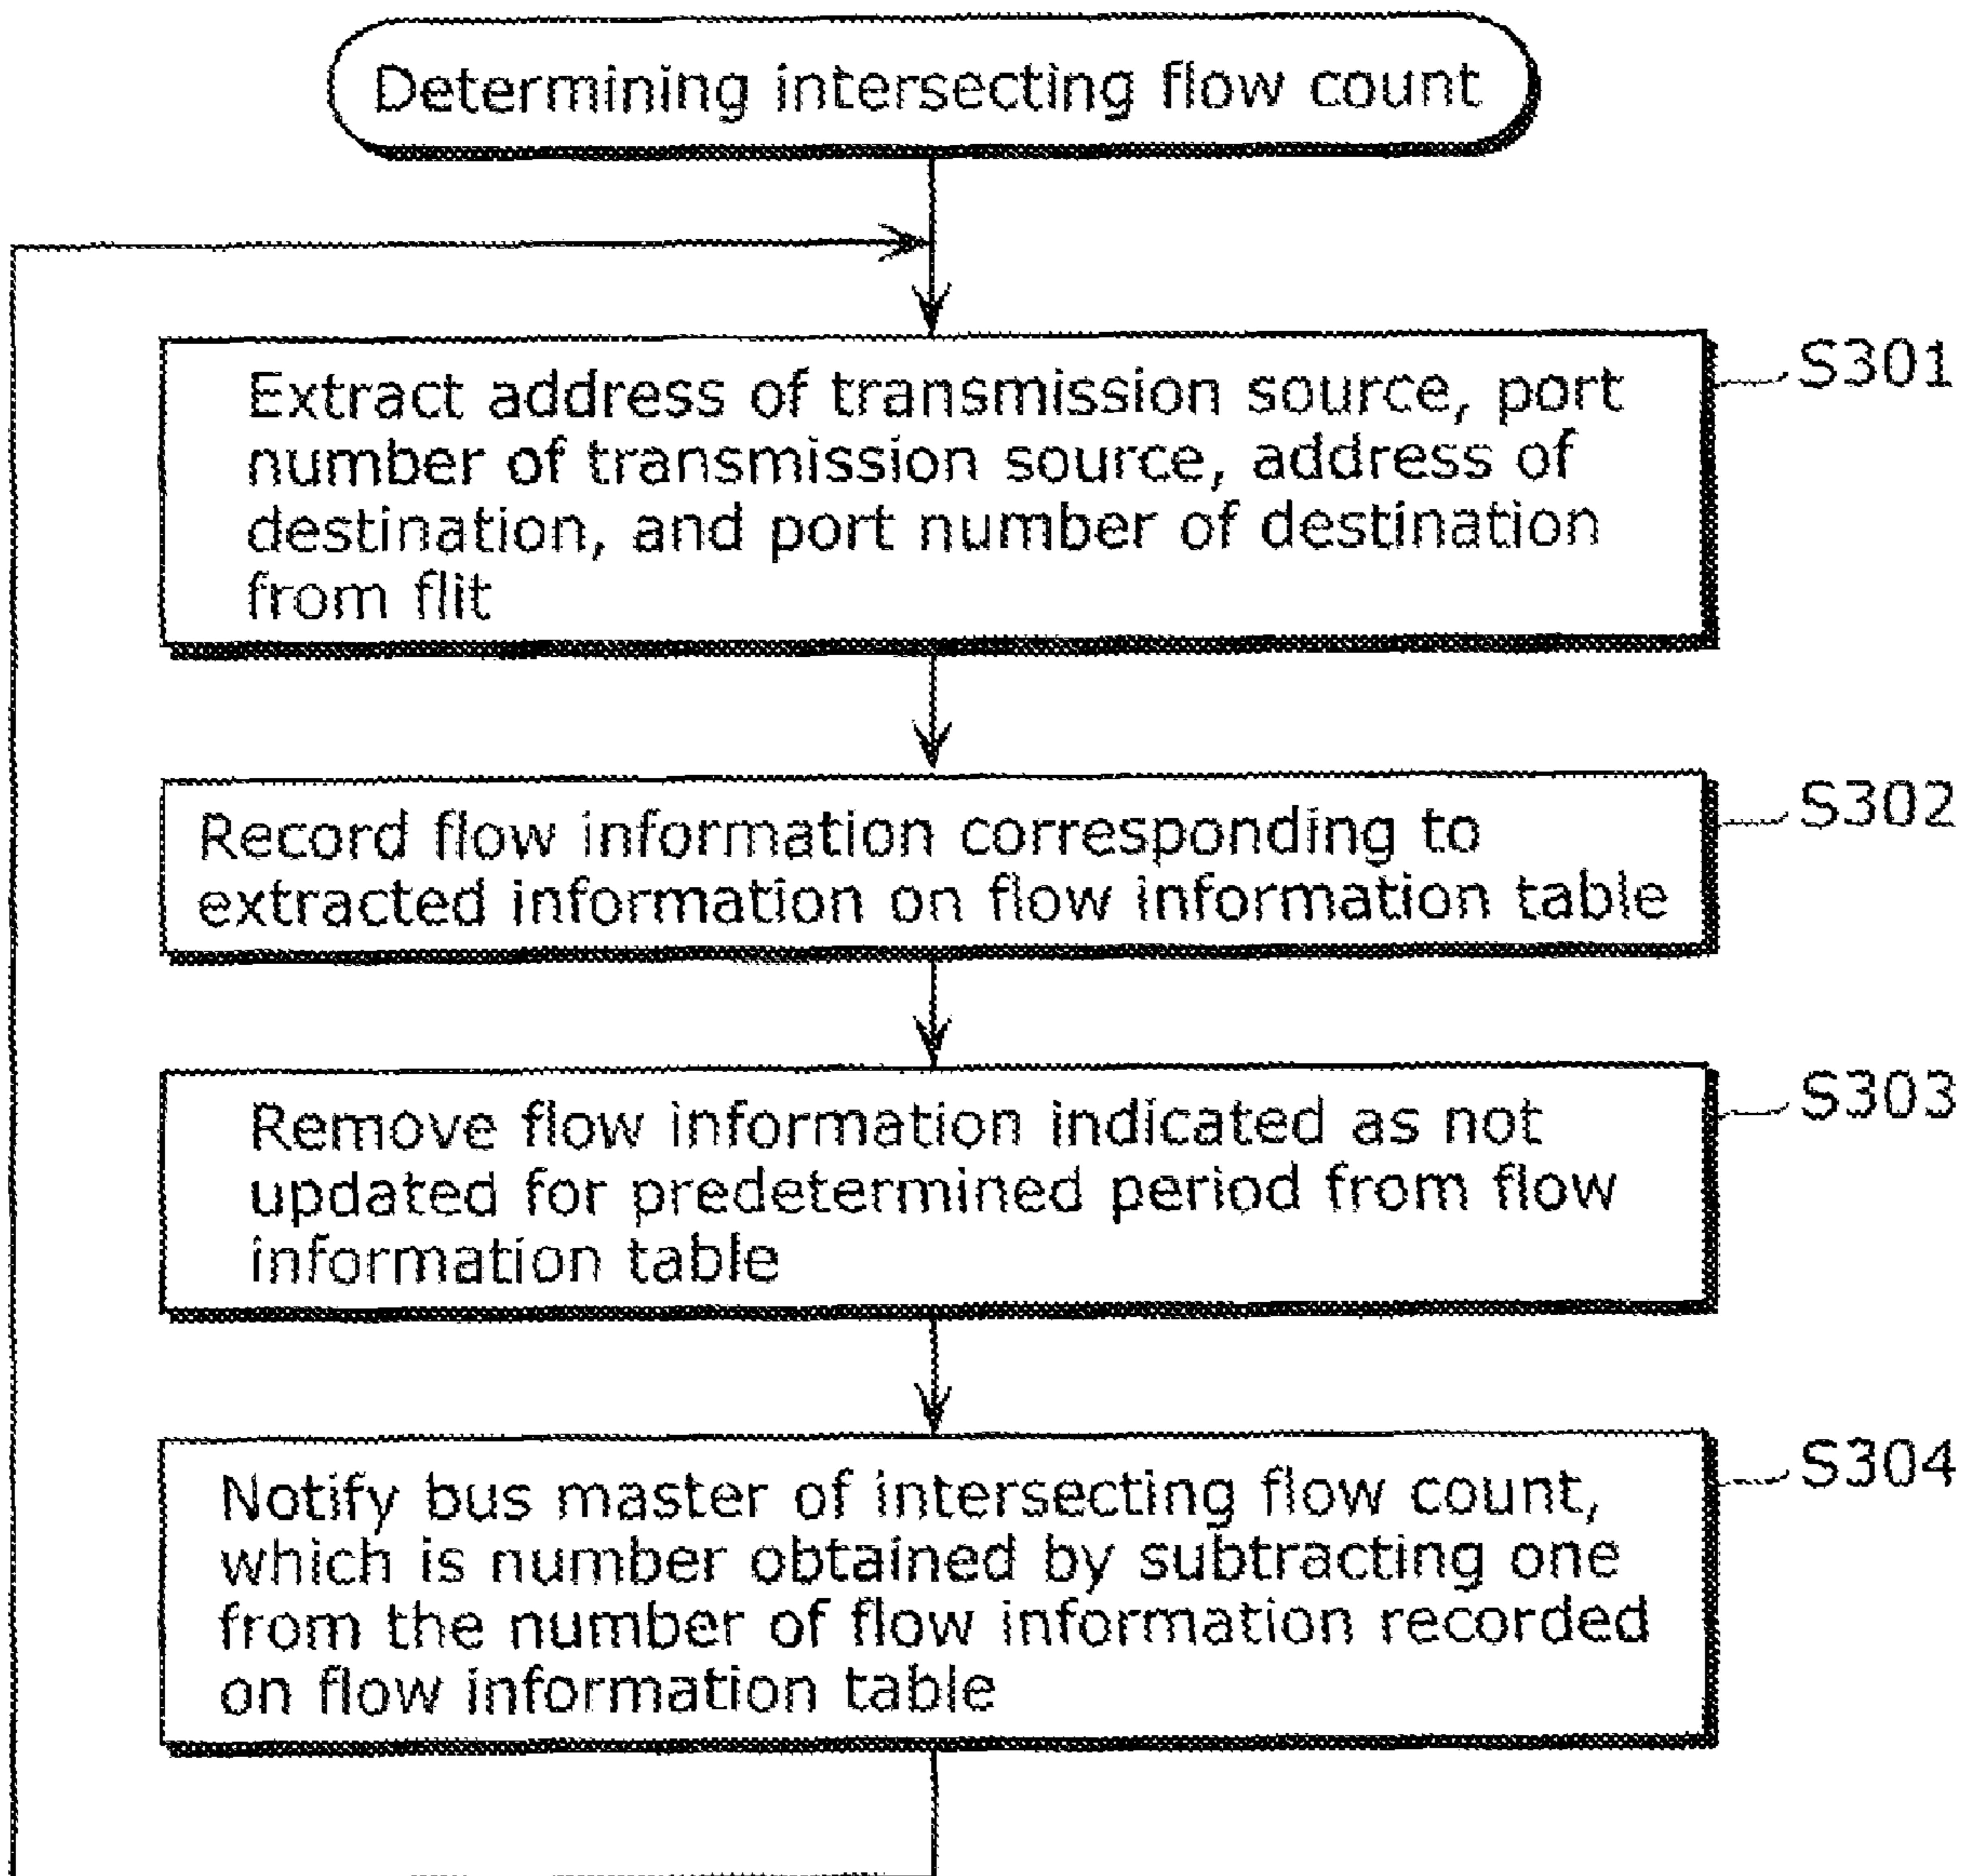 Determining intersecting flow count
Extract address of transmission source, port
number of transmission source, address of
destination, and port number of destination
from flit
S301
Record flow information corresponding to
extracted information on flow information table
S302
Remove flow information indicated as not
updated for predetermined period from flow
information table
S303
Notify bus master of intersecting flow count,
which is number obtained by subtracting one
from the number of flow information recorded
on flow information table
S304